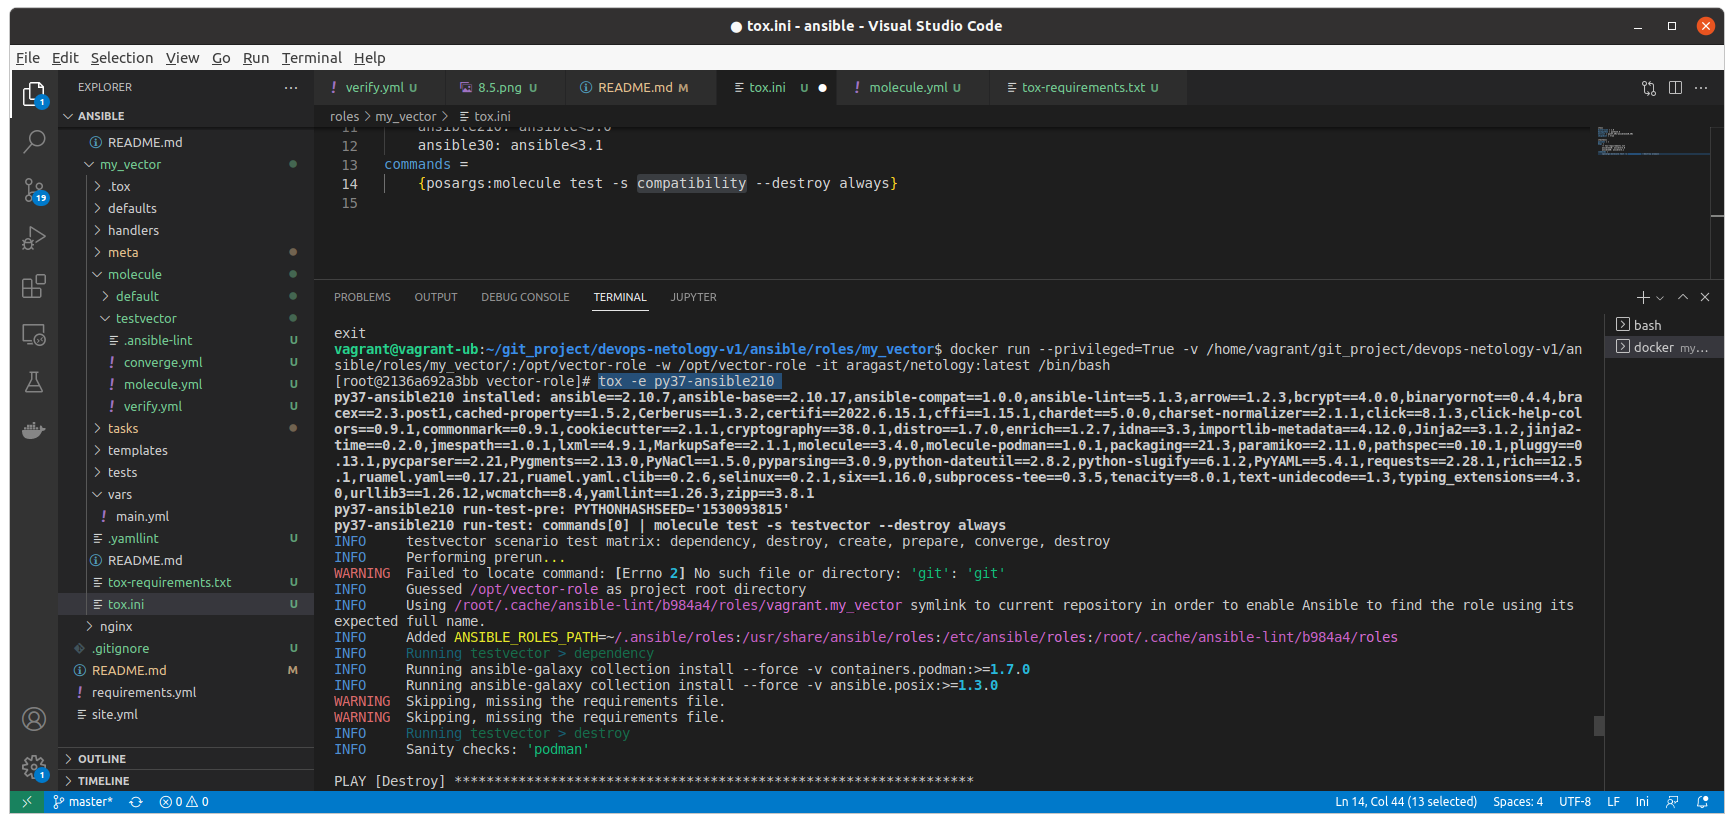 ● tox.ini - ansible - Visual Studio Code
File Edit Selection View Go Run Terminal Help
EXPLORER
verify.yml U
8.5.png U
README.md M
tox.ini U
molecule.yml U
tox-requirements.txt U
ANSIBLE
README.md
my_vector
.tox
defaults
handlers
meta
molecule
default
testvector
.ansible-lint U
converge.yml U
molecule.yml U
verify.yml U
tasks
templates
tests
vars
main.yml
.yamllint U
README.md
tox-requirements.txt U
tox.ini U
nginx
.gitignore U
README.md M
requirements.yml
site.yml
OUTLINE
TIMELINE
1
19
1
roles > my_vector > tox.ini
11 ansible210: ansible<3.0
12 ansible30: ansible<3.1
13 commands =
14 {posargs:molecule test -s compatibility --destroy always}
15
PROBLEMS OUTPUT DEBUG CONSOLE TERMINAL JUPYTER
bash
docker my...
exit
vagrant@vagrant-ub:~/git_project/devops-netology-v1/ansible/roles/my_vector$ docker run --privileged=True -v /home/vagrant/git_project/devops-netology-v1/an
sible/roles/my_vector/:/opt/vector-role -w /opt/vector-role -it aragast/netology:latest /bin/bash
[root@2136a692a3bb vector-role]# tox -e py37-ansible210
py37-ansible210 installed: ansible==2.10.7,ansible-base==2.10.17,ansible-compat==1.0.0,ansible-lint==5.1.3,arrow==1.2.3,bcrypt==4.0.0,binaryornot==0.4.4,bra
cex==2.3.post1,cached-property==1.5.2,Cerberus==1.3.2,certifi==2022.6.15.1,cffi==1.15.1,chardet==5.0.0,charset-normalizer==2.1.1,click==8.1.3,click-help-col
ors==0.9.1,commonmark==0.9.1,cookiecutter==2.1.1,cryptography==38.0.1,distro==1.7.0,enrich==1.2.7,idna==3.3,importlib-metadata==4.12.0,Jinja2==3.1.2,jinja2-
time==0.2.0,jmespath==1.0.1,lxml==4.9.1,MarkupSafe==2.1.1,molecule==3.4.0,molecule-podman==1.0.1,packaging==21.3,paramiko==2.11.0,pathspec==0.10.1,pluggy==0
.13.1,pycparser==2.21,Pygments==2.13.0,PyNaCl==1.5.0,pyparsing==3.0.9,python-dateutil==2.8.2,python-slugify==6.1.2,PyYAML==5.4.1,requests==2.28.1,rich==12.5
.1,ruamel.yaml==0.17.21,ruamel.yaml.clib==0.2.6,selinux==0.2.1,six==1.16.0,subprocess-tee==0.3.5,tenacity==8.0.1,text-unidecode==1.3,typing_extensions==4.3.
0,urllib3==1.26.12,wcmatch==8.4,yamllint==1.26.3,zipp==3.8.1
py37-ansible210 run-test-pre: PYTHONHASHSEED='1530093815'
py37-ansible210 run-test: commands[0] | molecule test -s testvector --destroy always
INFO testvector scenario test matrix: dependency, destroy, create, prepare, converge, destroy
INFO Performing prerun...
WARNING Failed to locate command: [Errno 2] No such file or directory: 'git': 'git'
INFO Guessed /opt/vector-role as project root directory
INFO Using /root/.cache/ansible-lint/b984a4/roles/vagrant.my_vector symlink to current repository in order to enable Ansible to find the role using its
expected full name.
INFO Added ANSIBLE_ROLES_PATH=~/.ansible/roles:/usr/share/ansible/roles:/etc/ansible/roles:/root/.cache/ansible-lint/b984a4/roles
INFO Running testvector > dependency
INFO Running ansible-galaxy collection install --force -v containers.podman:>=1.7.0
INFO Running ansible-galaxy collection install --force -v ansible.posix:>=1.3.0
WARNING Skipping, missing the requirements file.
WARNING Skipping, missing the requirements file.
INFO Running testvector > destroy
INFO Sanity checks: 'podman'
PLAY [Destroy] *****************************************************************
master* 0 0 Ln 14, Col 44 (13 selected) Spaces: 4 UTF-8 LF Ini